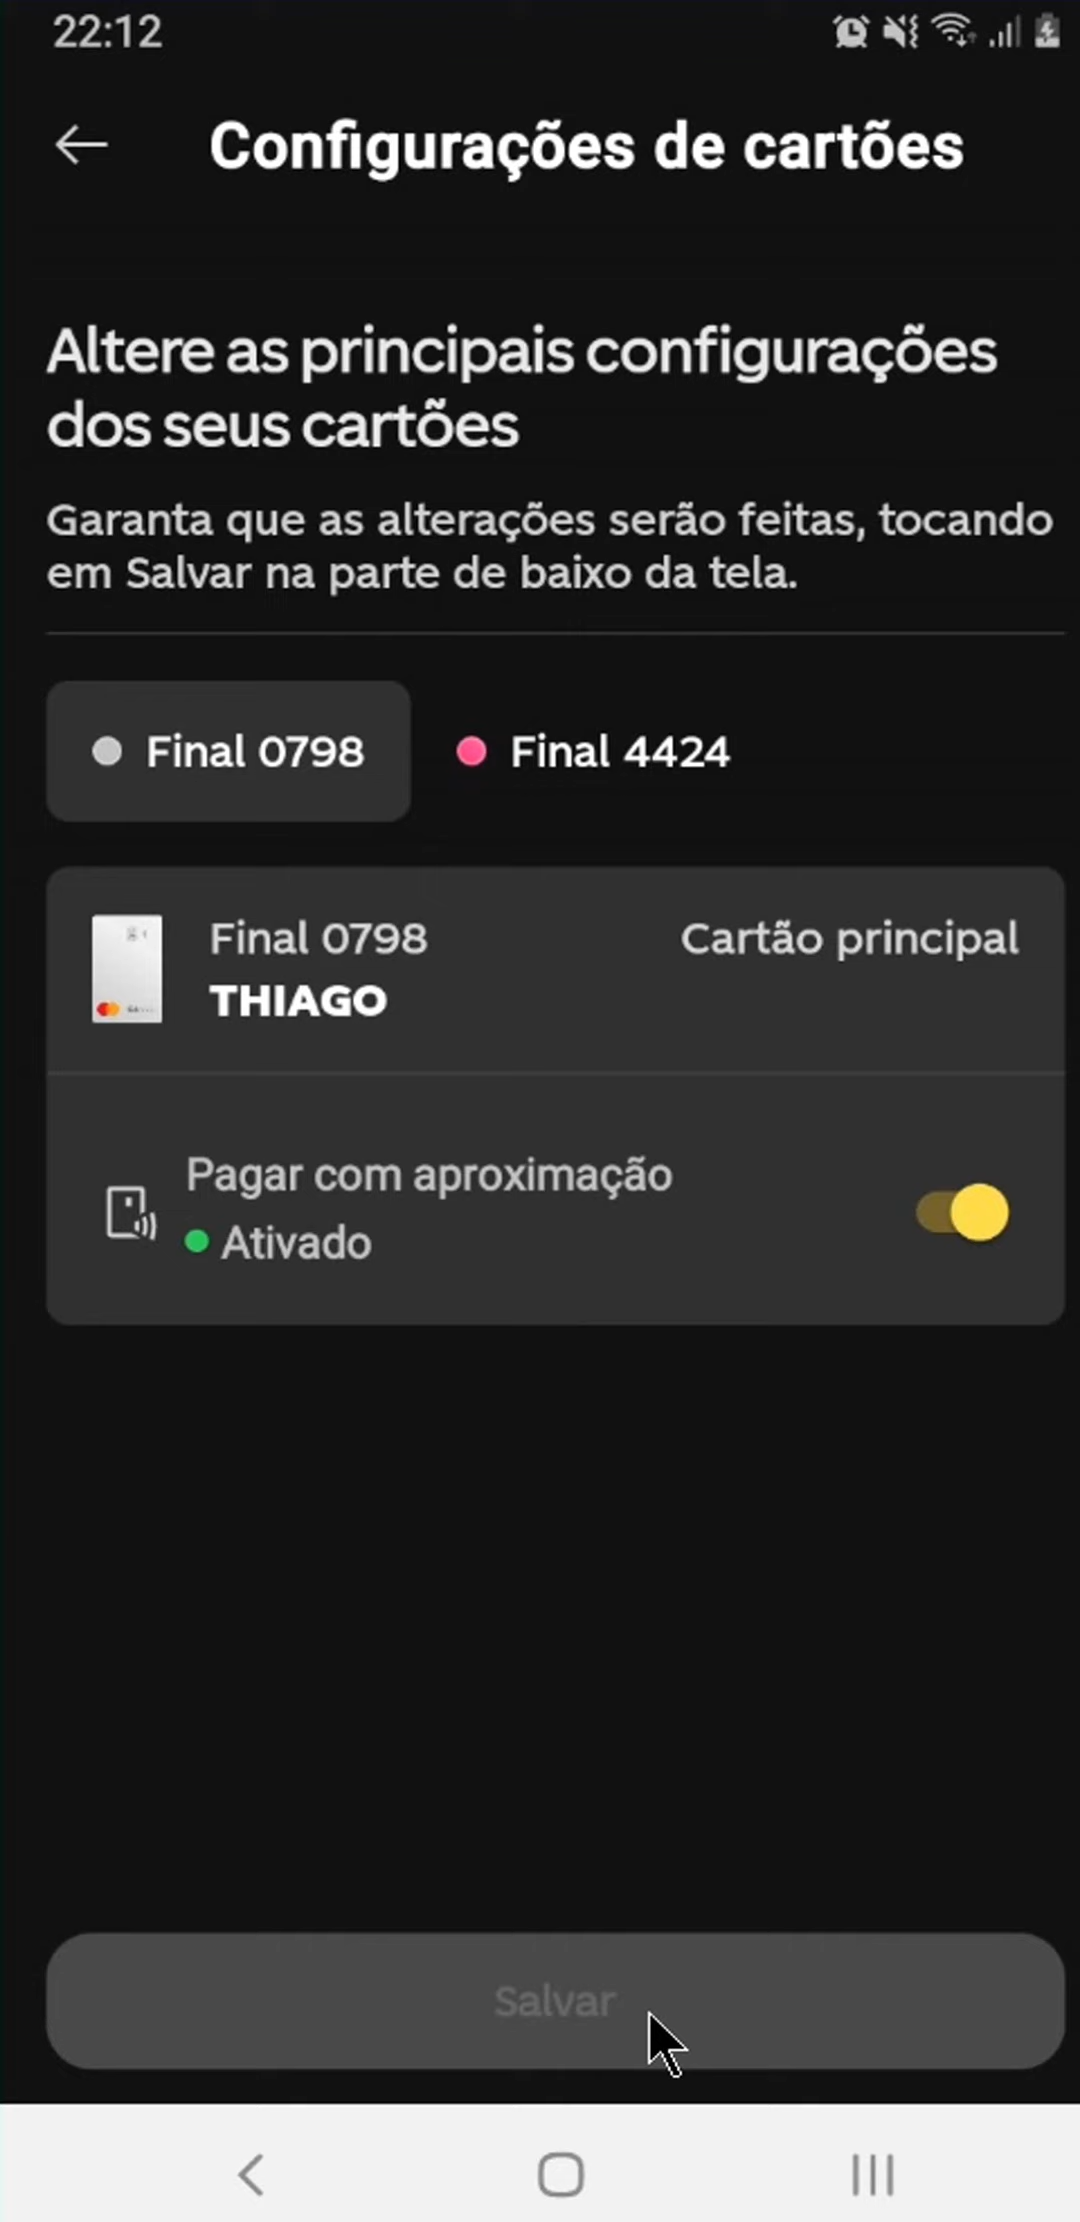 22:12
Configurações de cartões
Altere as principais configurações
dos seus cartões
Garanta que as alterações serão feitas, tocando
em Salvar na parte de baixo da tela.
Final 0798
Final 4424
Final 0798
Cartão principal
THIAGO
Pagar com aproximação
Ativado
Salvar